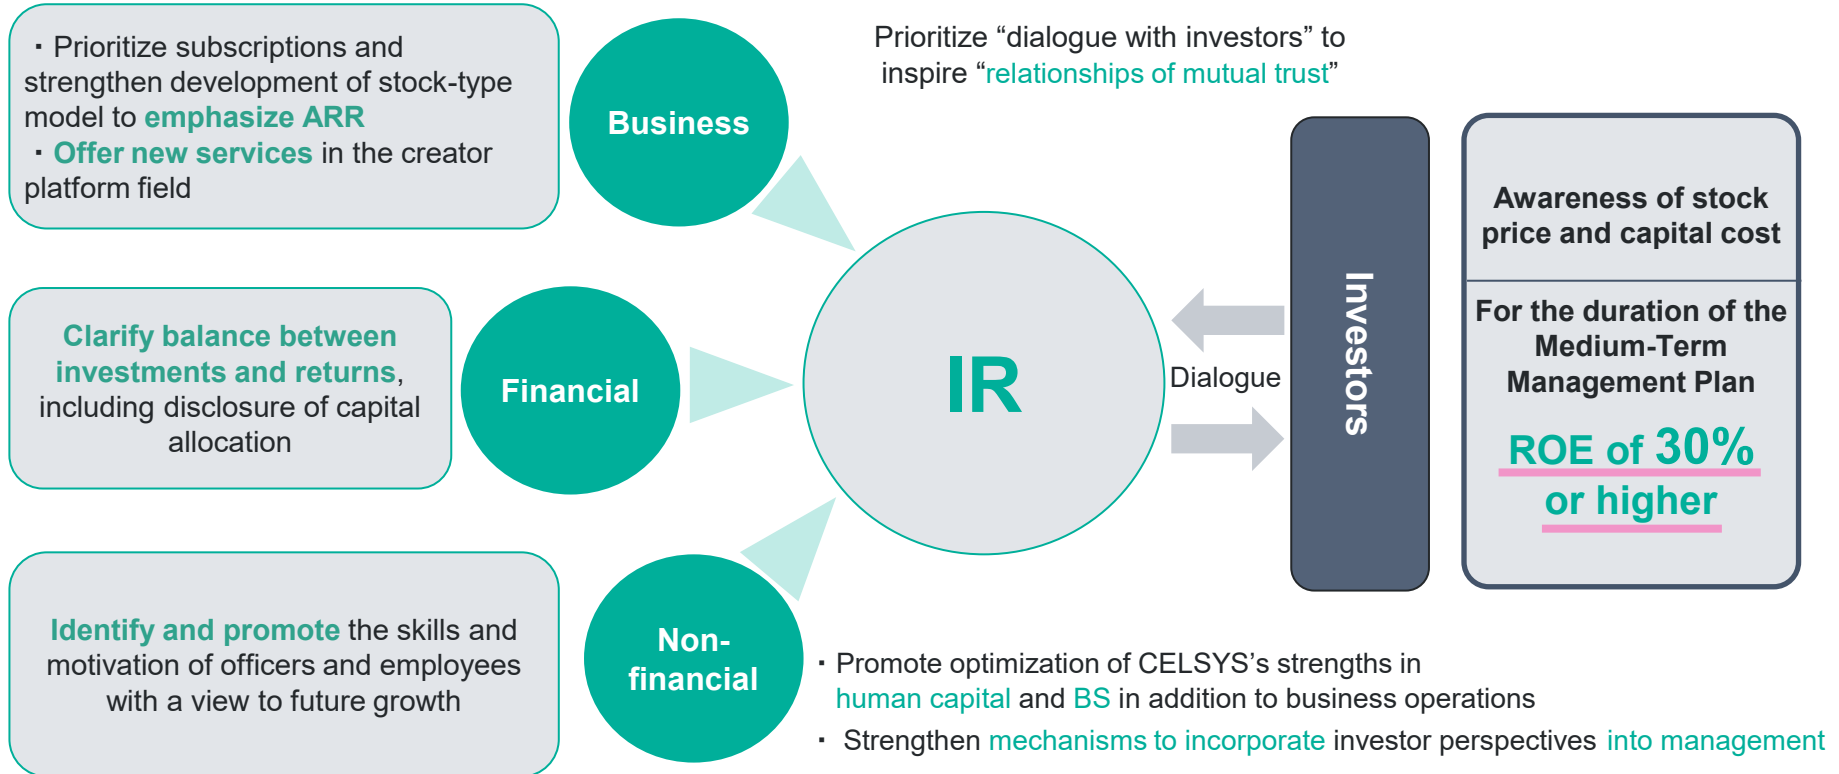 ・Prioritize subscriptions and
strengthen development of stock-type
model to emphasize ARR
・Offer new services in the creator
platform field
Business
Prioritize “dialogue with investors” to
inspire “relationships of mutual trust”
Clarify balance between
investments and returns,
including disclosure of capital
allocation
Financial
IR
Dialogue
Investors
Awareness of stock
price and capital cost
For the duration of the
Medium-Term
Management Plan
ROE of 30%
or higher
Identify and promote the skills and
motivation of officers and employees
with a view to future growth
Non-
financial
・Promote optimization of CELSYS’s strengths in
human capital and BS in addition to business operations
・ Strengthen mechanisms to incorporate investor perspectives into management